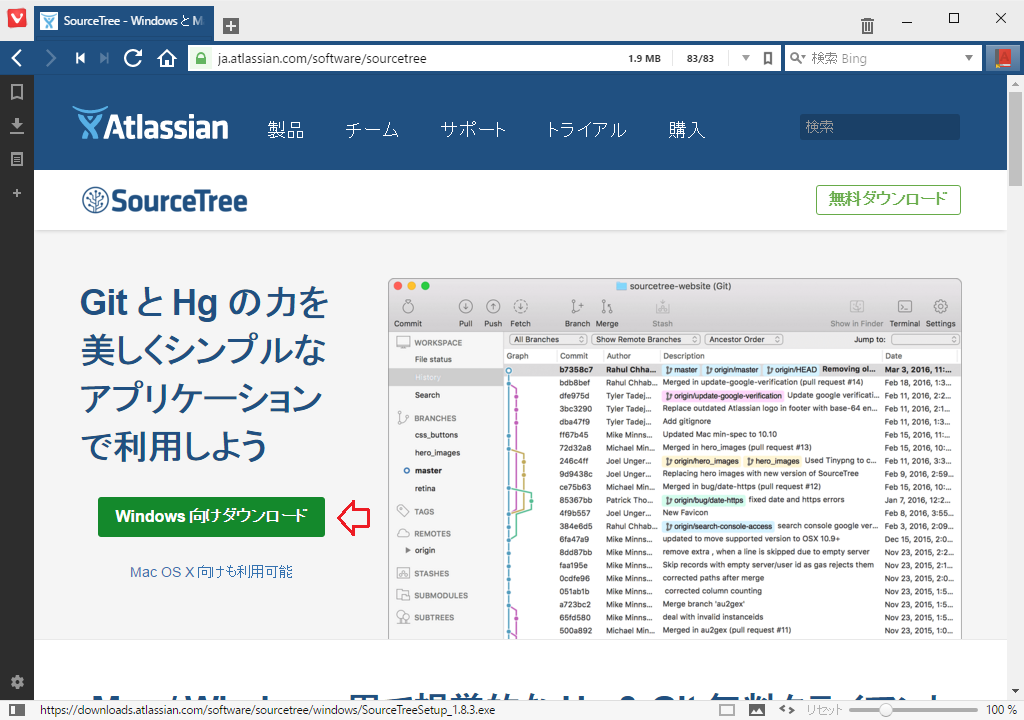 SourceTree - Windows と M
ja.atlassian.com/software/sourcetree
1.9 MB
83/83
検索 Bing
Atlassian
製品
チーム
サポート
トライアル
購入
検索
SourceTree
無料ダウンロード
Git と Hg の力を
美しくシンプルな
アプリケーション
で利用しよう
Windows 向けダウンロード
Mac OS X 向けも利用可能
sourcetree-website (Git)
Commit Pull Push Fetch Branch Merge Stash Show in Finder Terminal Settings
All Branches Show Remote Branches Ancestor Order Jump to:
WORKSPACE
File status
History
Search
BRANCHES
css_buttons
hero_images
master
retina
TAGS
REMOTES
origin
STASHES
SUBMODULES
SUBTREES
Graph Commit Author Description Date
b7358c7 Rahul Chha... master origin/master origin/HEAD Removing ol... Mar 3, 2016, 11:...
bdb8bef Rahul Chhab... Merged in update-google-verification (pull request #14) Feb 18, 2016, 1:3...
dfe975d Tyler Tadej... origin/update-google-verification Update google verificati... Feb 11, 2016, 2:2...
3bc3290 Tyler Tadej... Replace outdated Atlassian logo in footer with base-64 en... Feb 11, 2016, 2:1...
dba47f9 Tyler Tadej... Add gitignore Feb 11, 2016, 1:3...
ff67b45 Mike Minns... Updated Mac min-spec to 10.10 Feb 15, 2016, 11:...
72d32a8 Michael Min... Merged in hero_images (pull request #13) Feb 15, 2016, 10:...
246c4ff Joel Unger... origin/hero_images hero_images Used Tinypng to c... Feb 11, 2016, 3:3...
9d9438c Joel Unger... Replacing hero images with new version of SourceTree Feb 9, 2016, 2:59...
ce75b63 Michael Min... Merged in bug/date-https (pull request #12) Feb 15, 2016, 10:...
85367bb Patrick Tho... origin/bug/date-https fixed date and https errors Jan 7, 2016, 12:2...
4f9b557 Joel Unger... New Favicon Feb 8, 2016, 3:55...
384e6d5 Rahul Chhab... origin/search-console-access search console google ver... Feb 3, 2016, 2:09...
6fa47a9 Mike Minns... updated to move supported version to OSX 10.9+ Dec 15, 2015, 2:0...
8dd87bb Mike Minns... remove extra , when a line is skipped due to empty server Nov 23, 2015, 2:2...
faa195e Mike Minns... Skip records with empty server/user id as gas rejects them Nov 23, 2015, 2:1...
0cdfe96 Mike Minns... corrected paths after merge Nov 23, 2015, 2:0...
051ab1b Mike Minns... corrected column counting Nov 23, 2015, 1:5...
a723bc2 Mike Minns... Merge branch 'au2gex' Nov 23, 2015, 1:5...
65fd580 Mike Minns... deal with invalid instanceids Nov 23, 2015, 1:5...
500a892 Michael Min... Merged in au2gex (pull request #11) Nov 23, 2015, 1:0...
https://downloads.atlassian.com/software/sourcetree/windows/SourceTreeSetup_1.8.3.exe
リセット
100 %